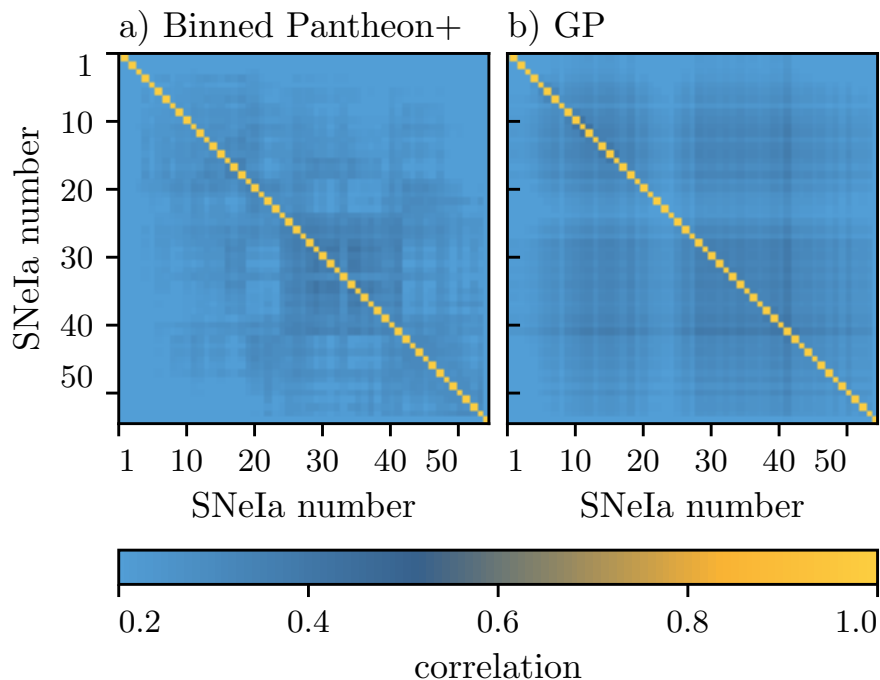 a) Binned Pantheon+
b) GP
1
10
20
30
40
50
SNeIa number
1 10 20 30 40 50
1 10 20 30 40 50
SNeIa number
SNeIa number
0.2 0.4 0.6 0.8 1.0
correlation